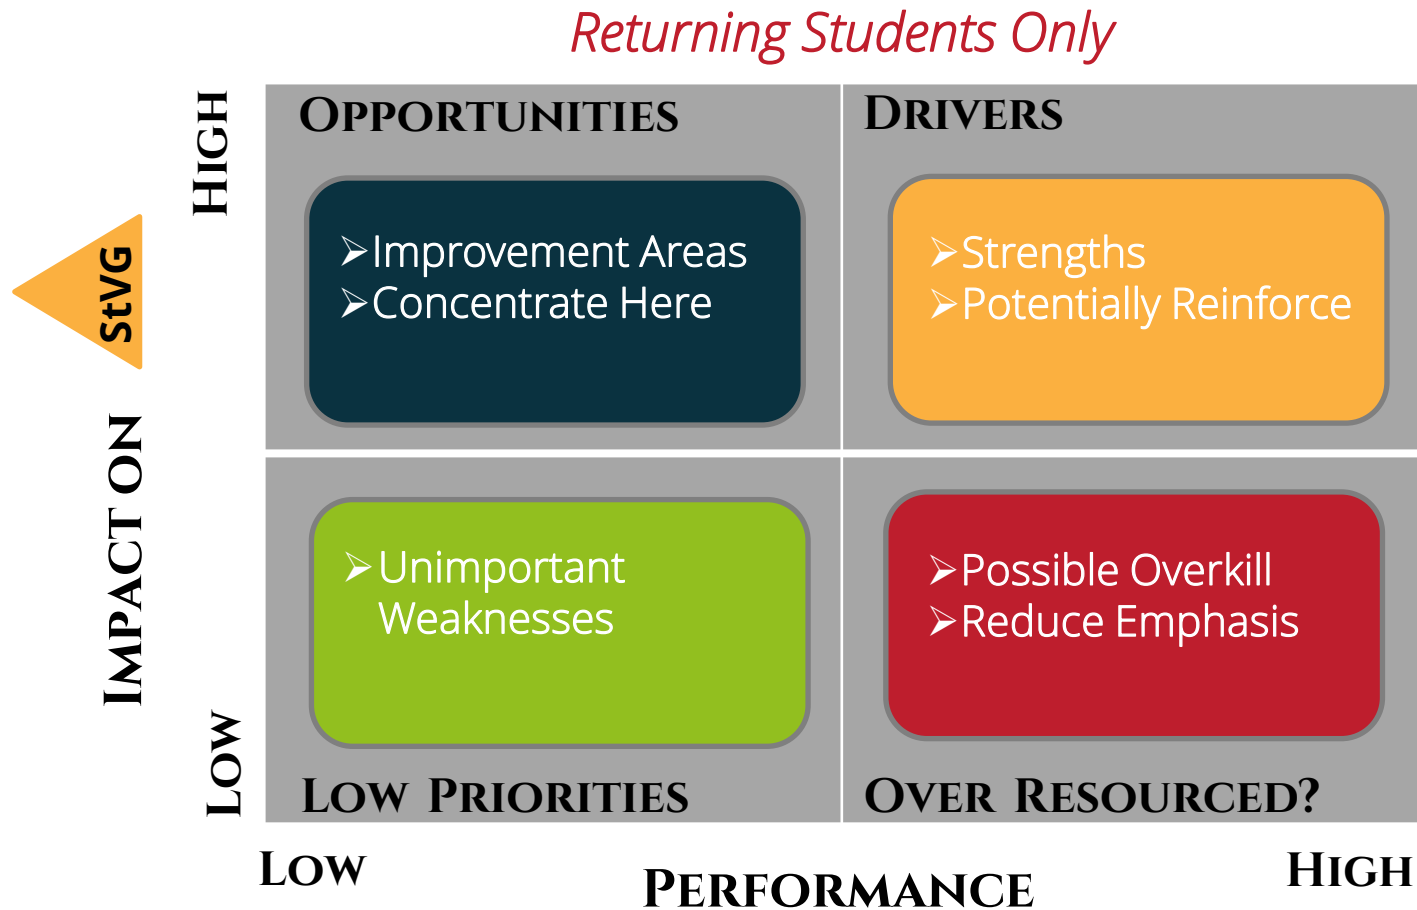 Returning Students Only
High
Opportunities
Drivers
StVG
➢Improvement Areas
➢Concentrate Here
➢Strengths
➢Potentially Reinforce
Impact on
➢Unimportant
Weaknesses
➢Possible Overkill
➢Reduce Emphasis
Low
Low Priorities
Over Resourced?
Low
Performance
High